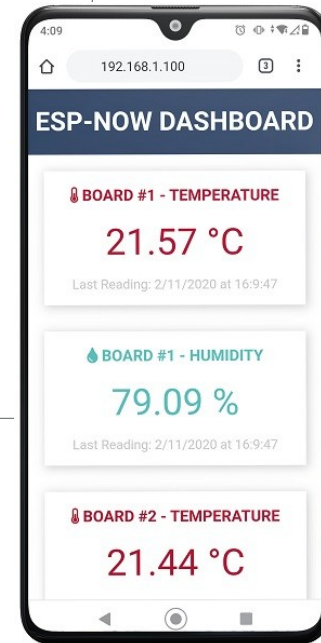 4:09
192.168.1.100
3
ESP-NOW DASHBOARD
BOARD #1 - TEMPERATURE
21.57 °C
Last Reading: 2/11/2020 at 16:9:47
BOARD #1 - HUMIDITY
79.09 %
Last Reading: 2/11/2020 at 16:9:47
BOARD #2 - TEMPERATURE
21.44 °C